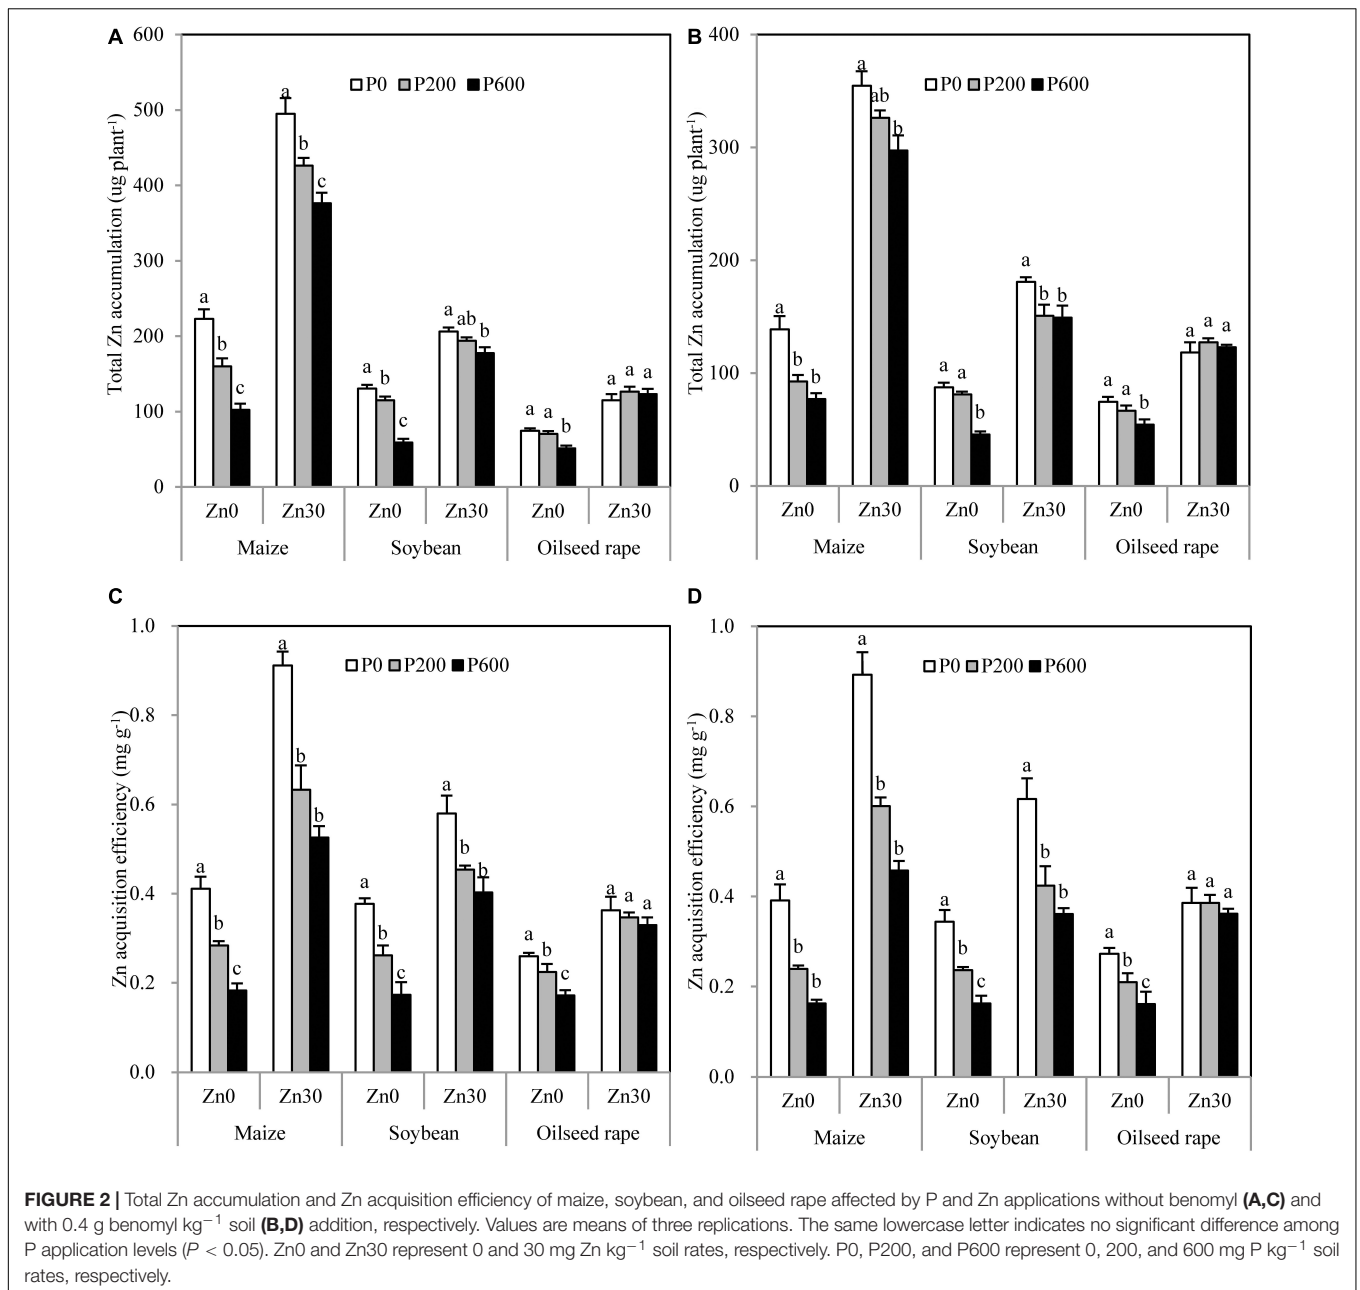 A
600
500
400
300
200
100
0
Total Zn accumulation (ug plant-1)
P0 P200 P600
a
b
c
a
b
c
a
b
c
a
ab
b
a
a
b
a
a
a
Zn0 Zn30 Zn0 Zn30 Zn0 Zn30
Maize Soybean Oilseed rape
B
400
300
200
100
0
Total Zn accumulation (ug plant-1)
P0 P200 P600
a
b
b
a
ab
b
a
a
b
a
b
b
a
a
b
a
a
a
Zn0 Zn30 Zn0 Zn30 Zn0 Zn30
Maize Soybean Oilseed rape
C
1.0
0.8
0.6
0.4
0.2
0.0
Zn acquisition efficiency (mg g-1)
P0 P200 P600
a
b
c
a
b
b
a
b
c
a
b
b
a
b
c
a
a
a
Zn0 Zn30 Zn0 Zn30 Zn0 Zn30
Maize Soybean Oilseed rape
D
1.0
0.8
0.6
0.4
0.2
0.0
Zn acquisition efficiency (mg g-1)
P0 P200 P600
a
b
b
a
b
b
a
b
c
a
b
b
a
b
c
a
a
a
Zn0 Zn30 Zn0 Zn30 Zn0 Zn30
Maize Soybean Oilseed rape
FIGURE 2 | Total Zn accumulation and Zn acquisition efficiency of maize, soybean, and oilseed rape affected by P and Zn applications without benomyl (A,C) and
with 0.4 g benomyl kg−1 soil (B,D) addition, respectively. Values are means of three replications. The same lowercase letter indicates no significant difference among
P application levels (P < 0.05). Zn0 and Zn30 represent 0 and 30 mg Zn kg−1 soil rates, respectively. P0, P200, and P600 represent 0, 200, and 600 mg P kg−1 soil
rates, respectively.